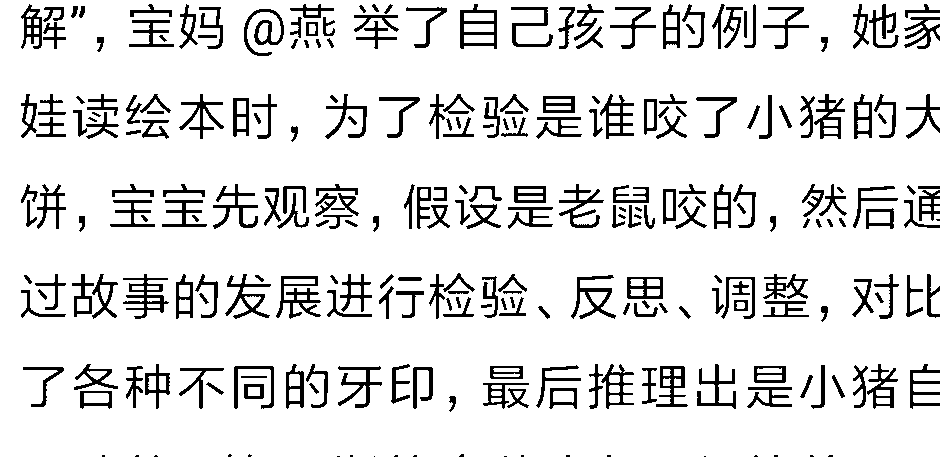 解”，宝妈 @燕 举了自己孩子的例子，她家
娃读绘本时，为了检验是谁咬了小猪的大
饼，宝宝先观察，假设是老鼠咬的，然后通
过故事的发展进行检验、反思、调整，对比
了各种不同的牙印，最后推理出是小猪自